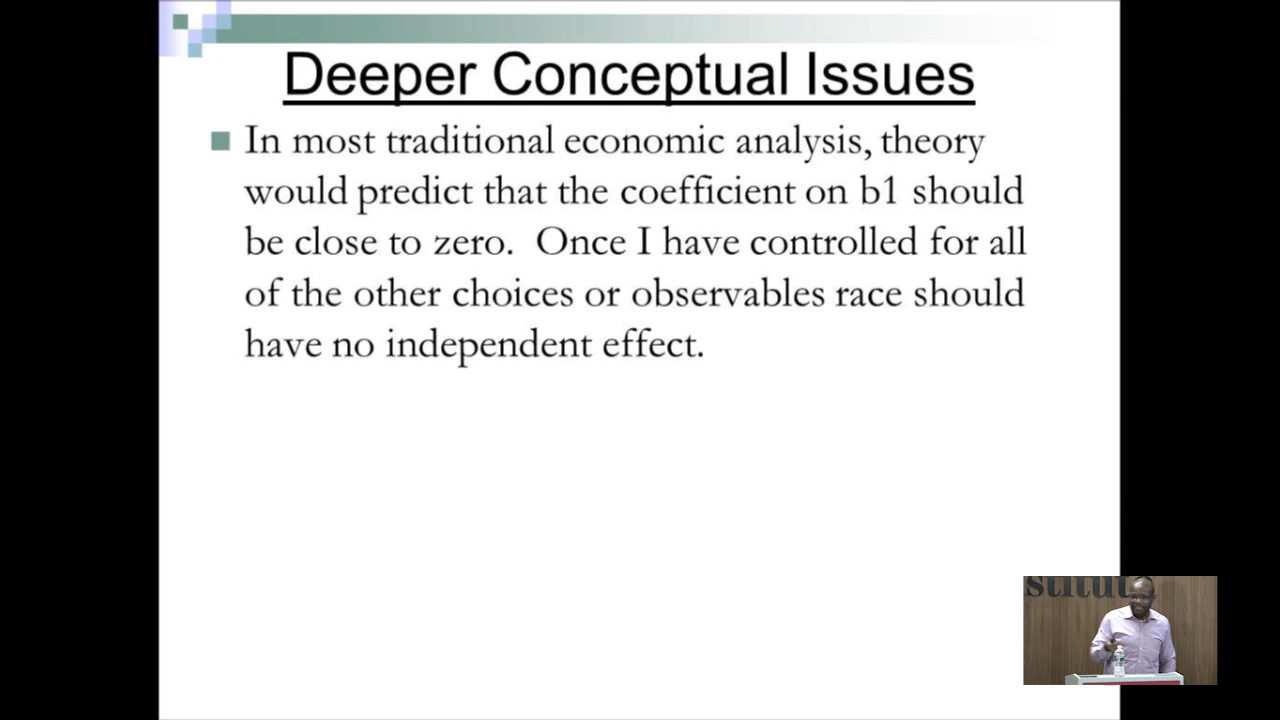 Deeper Conceptual Issues
In most traditional economic analysis, theory
would predict that the coefficient on b1 should
be close to zero.  Once I have controlled for all
of the other choices or observables race should
have no independent effect.
stitut